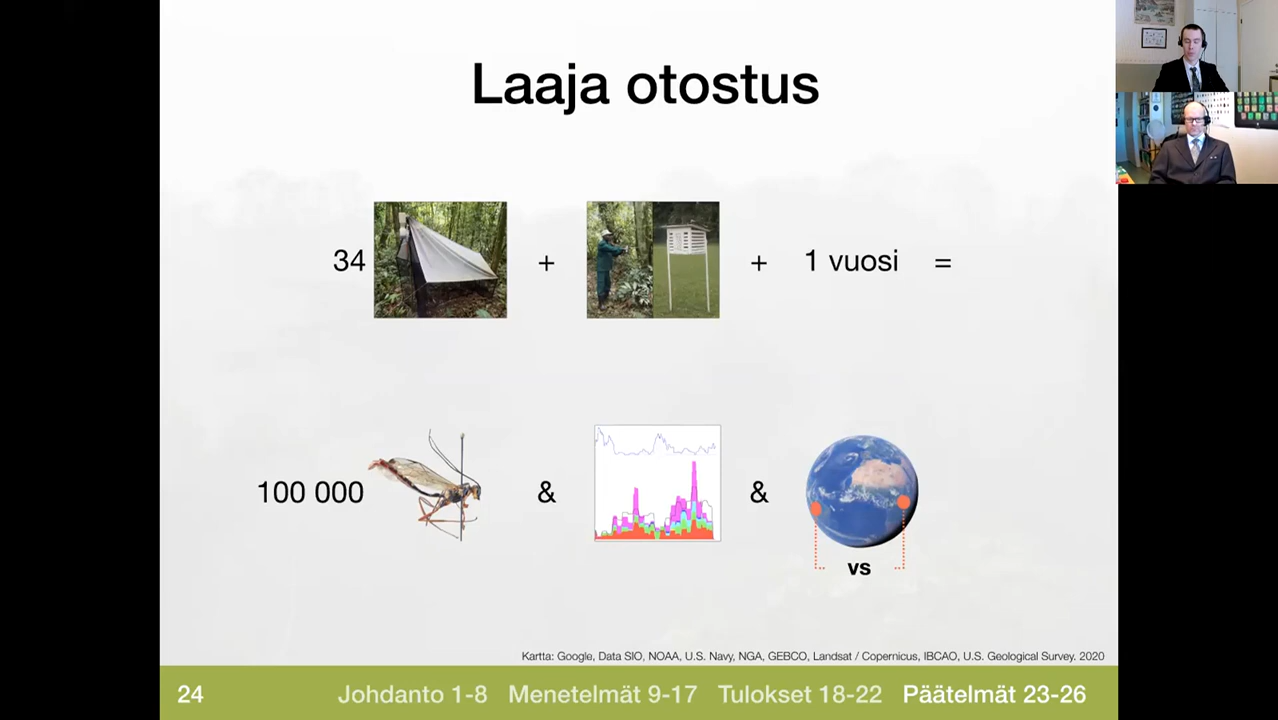 Laaja otostus
34 + + 1 vuosi =
100 000 & &
vs
Kartta: Google, Data SIO, NOAA, U.S. Navy, NGA, GEBCO, Landsat / Copernicus, IBCAO, U.S. Geological Survey. 2020
24 Johdanto 1-8 Menetelmät 9-17 Tulokset 18-22 Päätelmät 23-26